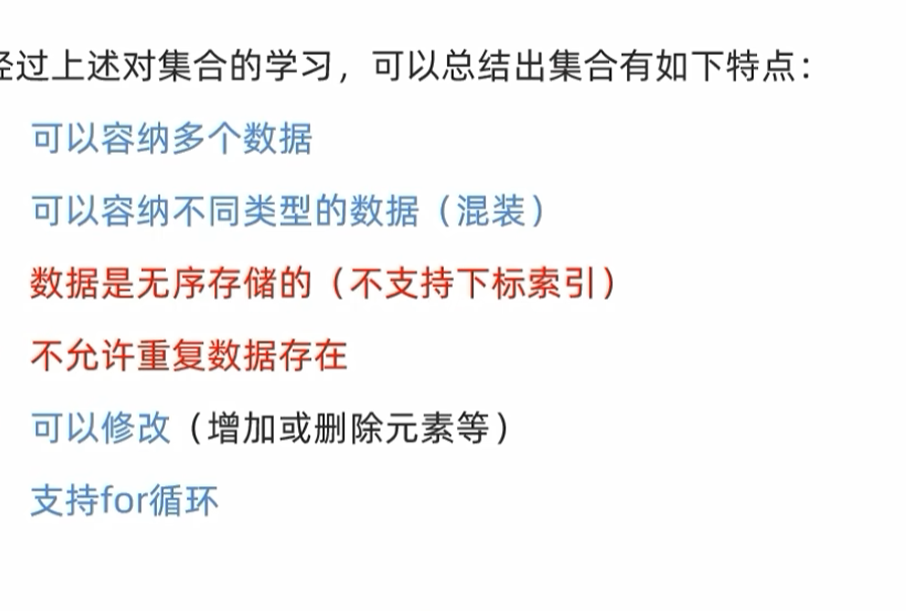 经过上述对集合的学习，可以总结出集合有如下特点：
可以容纳多个数据
可以容纳不同类型的数据（混装）
数据是无序存储的（不支持下标索引）
不允许重复数据存在
可以修改（增加或删除元素等）
支持for循环